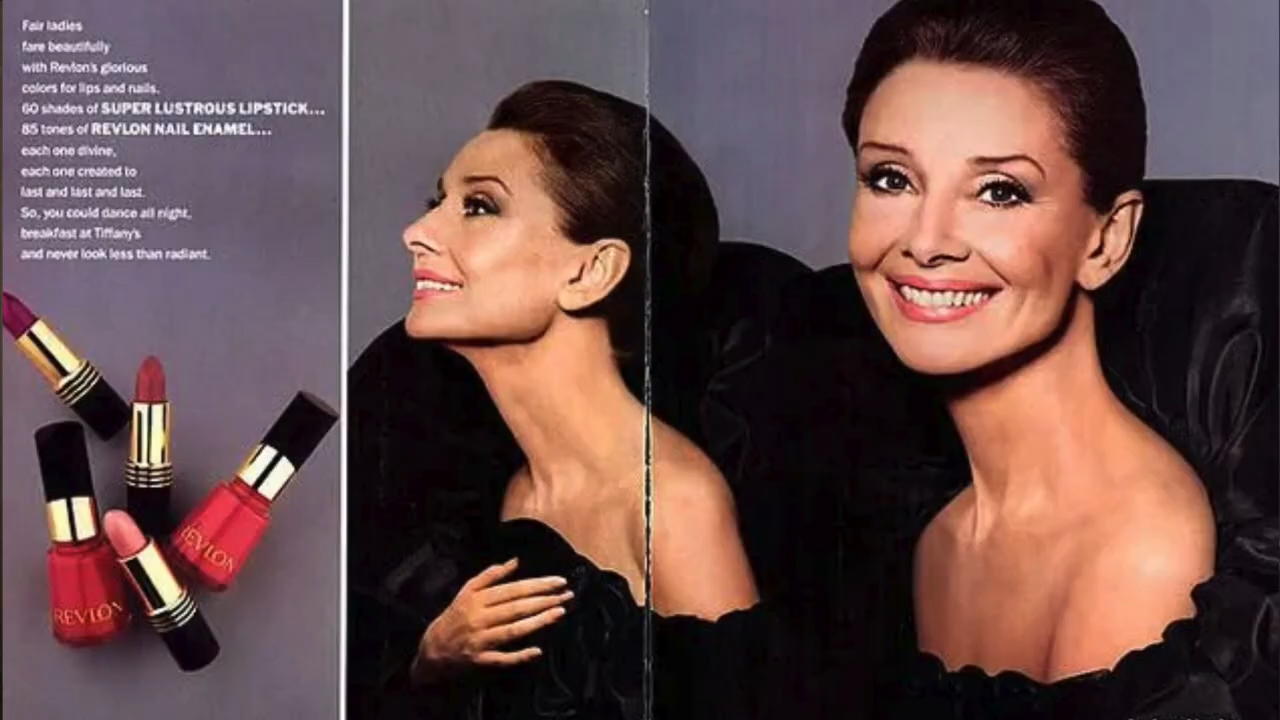 Fair ladies
fare beautifully
with Revlon's glorious
colors for lips and nails.
60 shades of SUPER LUSTROUS LIPSTICK...
85 tones of REVLON NAIL ENAMEL...
each one divine,
each one created to
last and last and last.
So, you could dance all night,
breakfast at Tiffany's
and never look less than radiant.
REVLON
REVLON